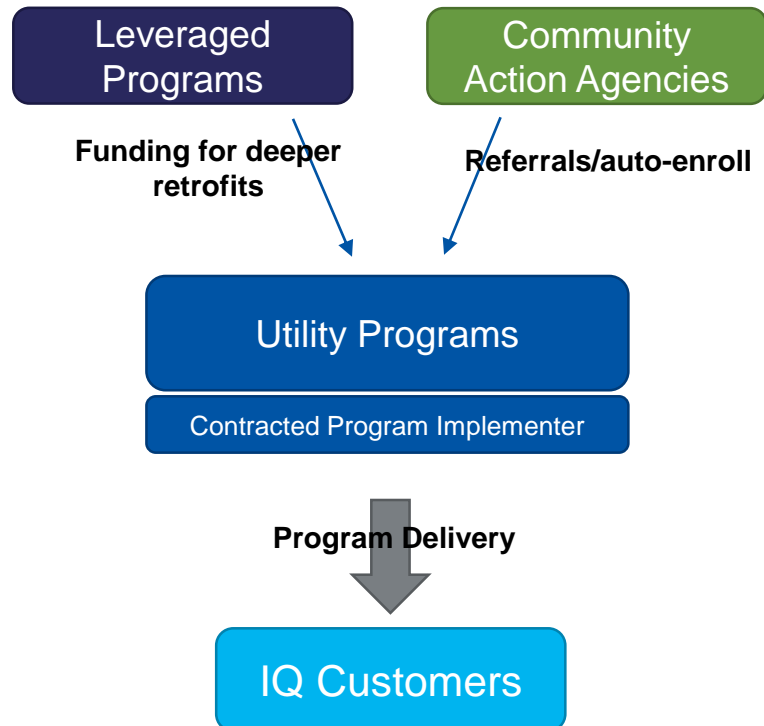 Leveraged
Programs
Community
Action Agencies
Funding for deeper
retrofits
Referrals/auto-enroll
Utility Programs
Contracted Program Implementer
Program Delivery
IQ Customers